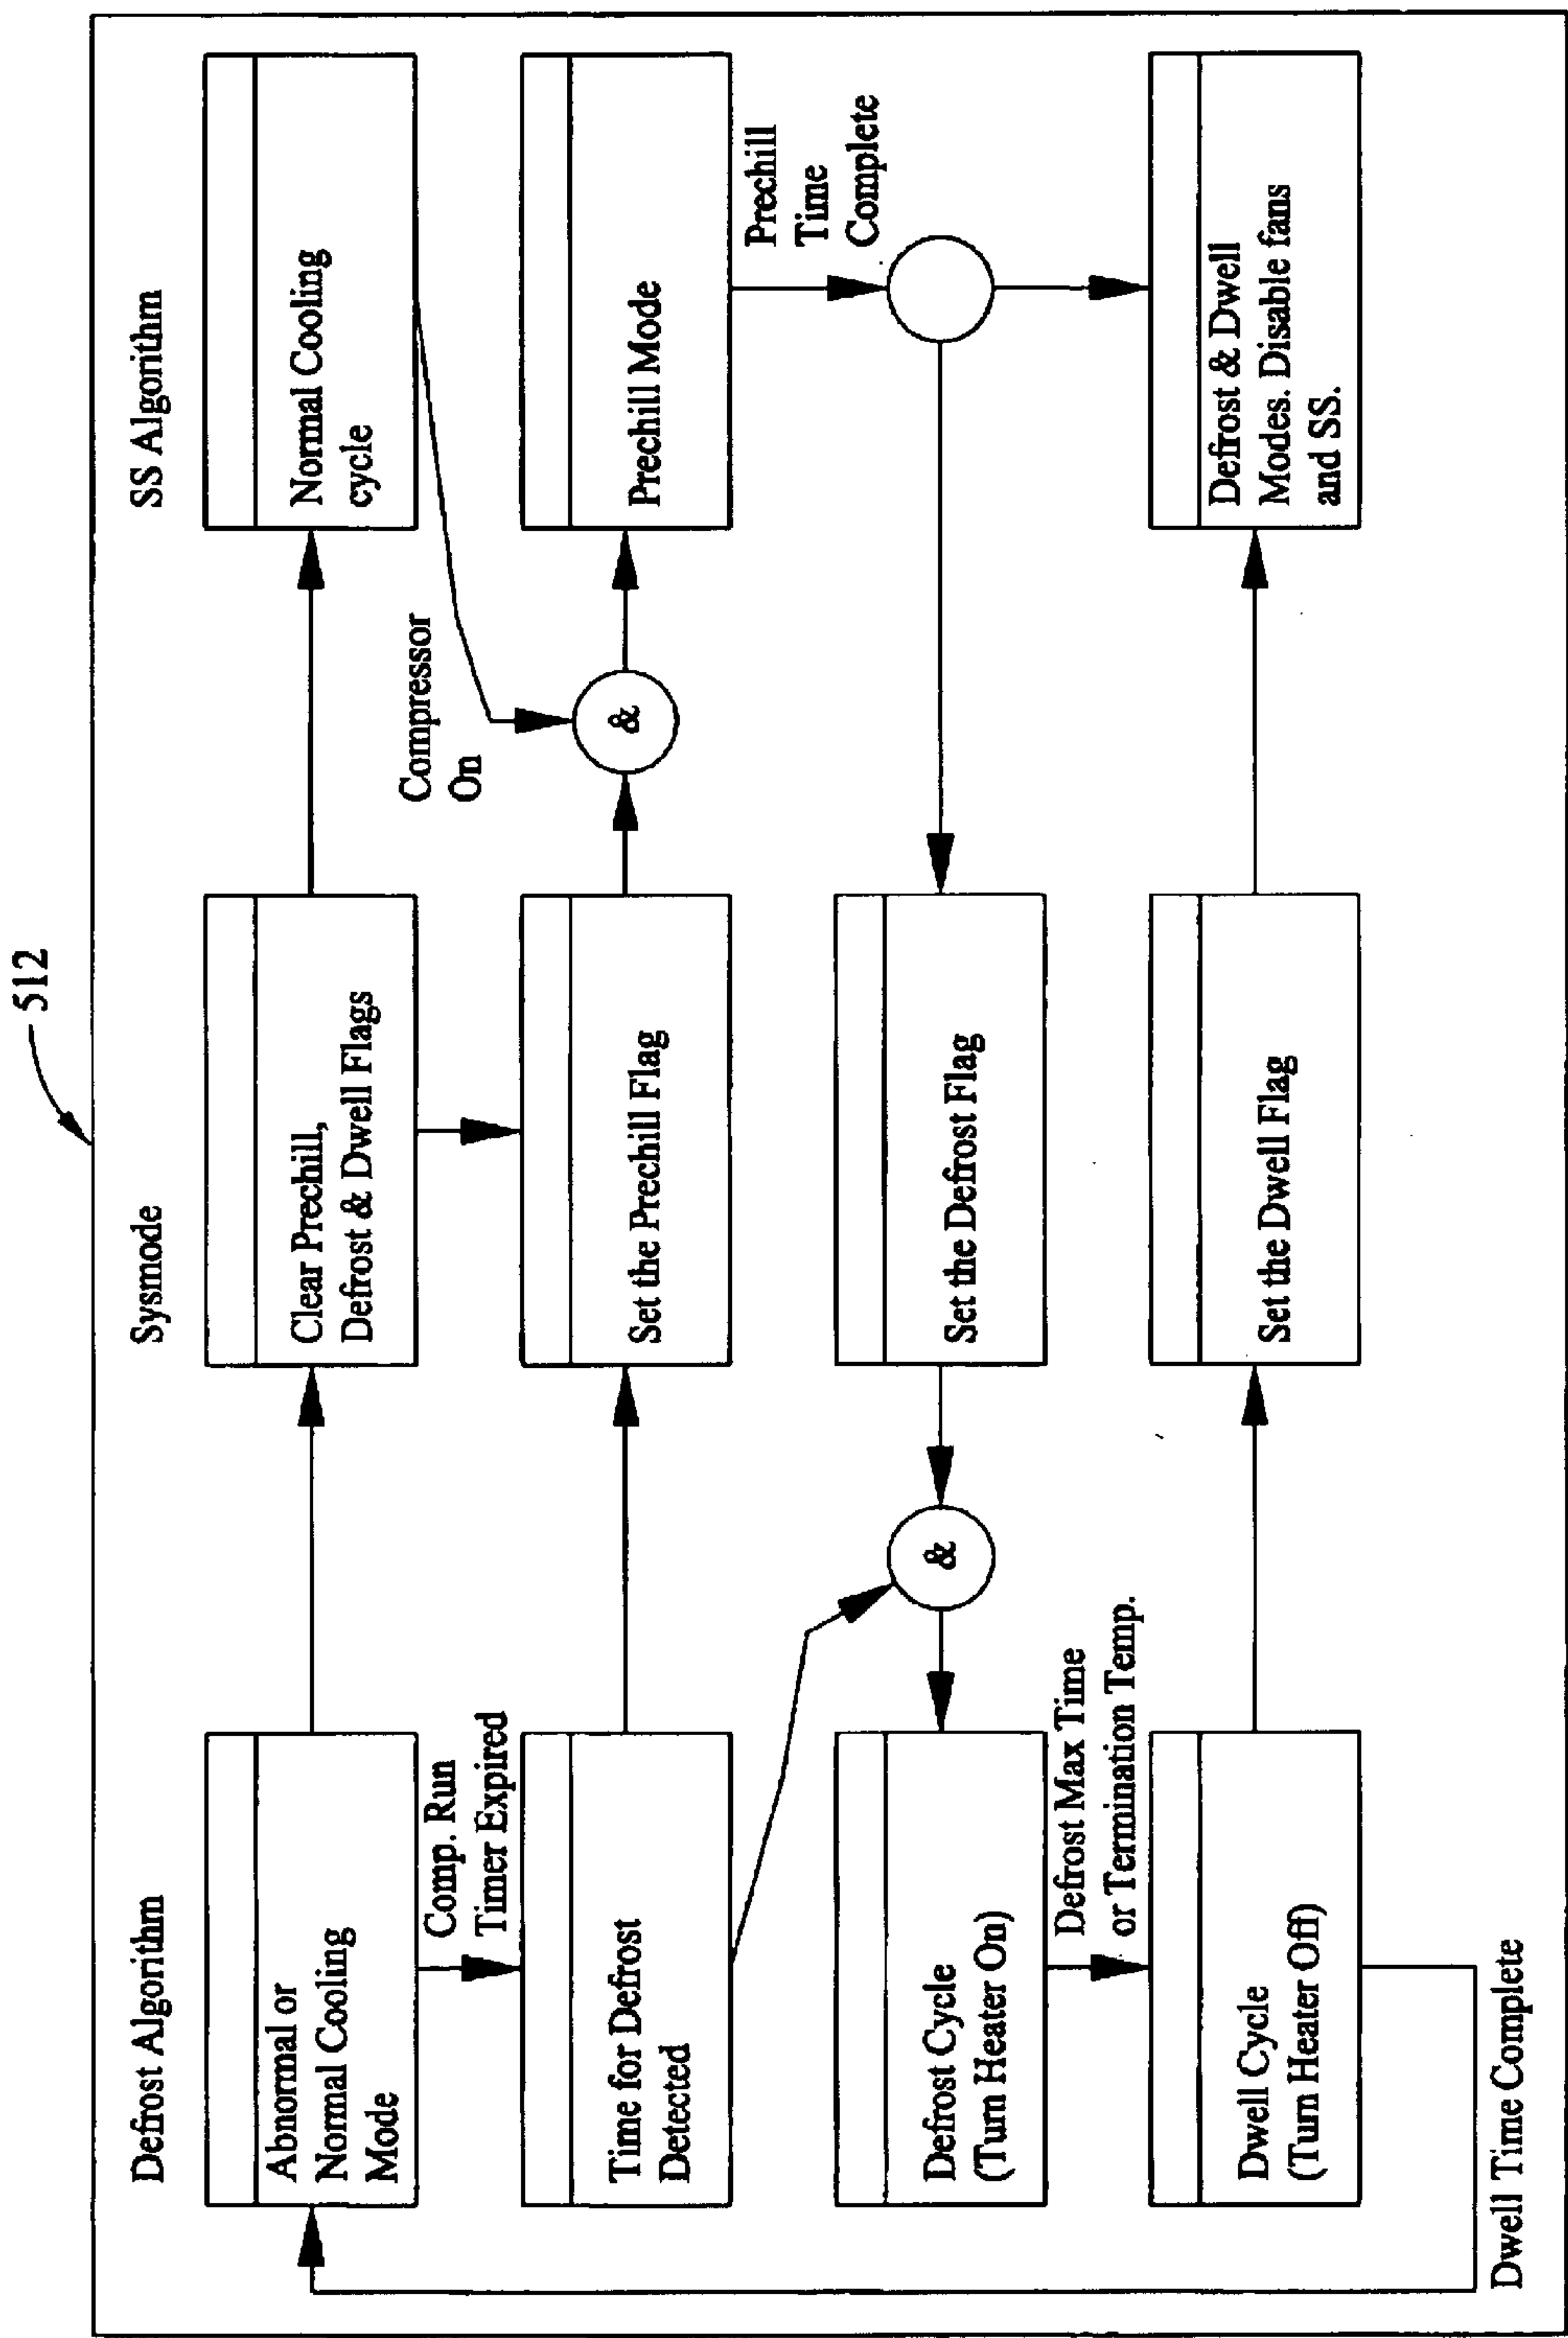 512
Defrost Algorithm
Sysmode
SS Algorithm
Abnormal or
Normal Cooling
Mode
Clear Prechill,
Defrost & Dwell Flags
Normal Cooling
cycle
Comp. Run
Timer Expired
Compressor
On
Time for Defrost
Detected
Set the Prechill Flag
&
Prechill Mode
Prechill
Time
Complete
Defrost Cycle
(Turn Heater On)
&
Set the Defrost Flag
Defrost Max Time
or Termination Temp.
Dwell Cycle
(Turn Heater Off)
Set the Dwell Flag
Defrost & Dwell
Modes. Disable fans
and SS.
Dwell Time Complete